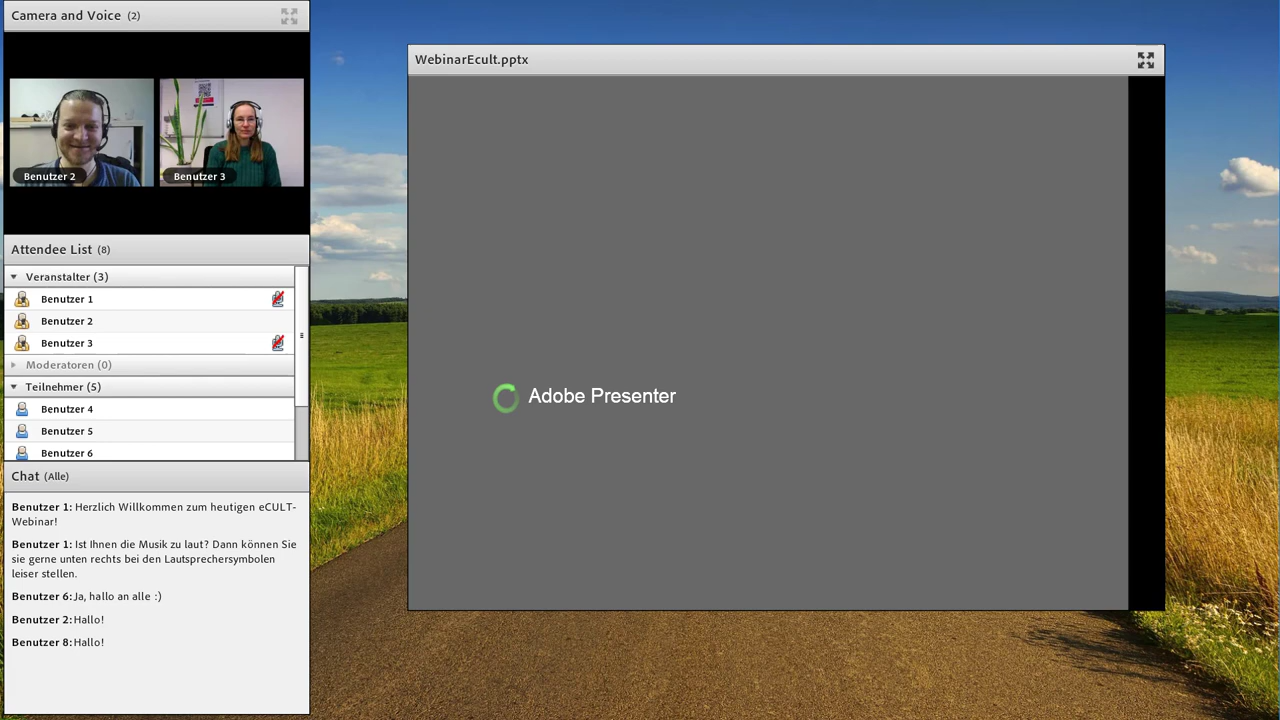 Camera and Voice (2)
Benutzer 2
Benutzer 3
Attendee List (8)
Veranstalter (3)
Benutzer 1
Benutzer 2
Benutzer 3
Moderatoren (0)
Teilnehmer (5)
Benutzer 4
Benutzer 5
Benutzer 6
Chat (Alle)
Benutzer 1: Herzlich Willkommen zum heutigen eCULT-
Webinar!
Benutzer 1: Ist Ihnen die Musik zu laut? Dann können Sie
sie gerne unten rechts bei den Lautsprechersymbolen
leiser stellen.
Benutzer 6: Ja, hallo an alle :)
Benutzer 2: Hallo!
Benutzer 8: Hallo!
WebinarEcult.pptx
Adobe Presenter